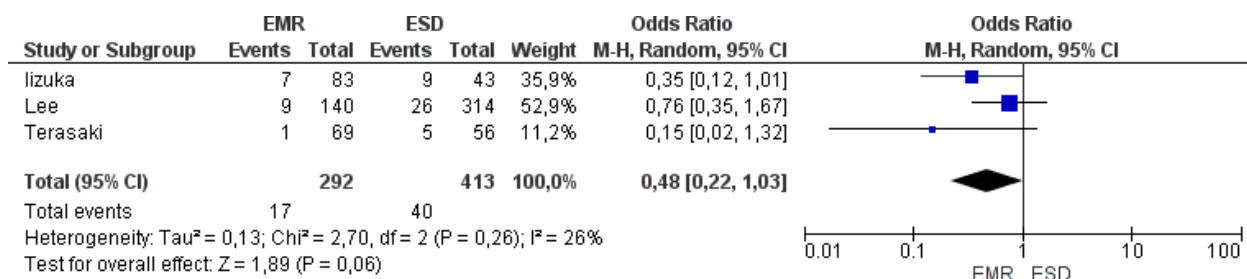 EMR ESD Odds Ratio Odds Ratio
Study or Subgroup Events Total Events Total Weight M-H, Random, 95% CI M-H, Random, 95% CI
Iizuka 7 83 9 43 35,9% 0,35 [0,12, 1,01]
Lee 9 140 26 314 52,9% 0,76 [0,35, 1,67]
Terasaki 1 69 5 56 11,2% 0,15 [0,02, 1,32]
Total (95% CI) 292 413 100,0% 0,48 [0,22, 1,03]
Total events 17 40
Heterogeneity: Tau² = 0,13; Chi² = 2,70, df = 2 (P = 0,26); I² = 26%
Test for overall effect: Z = 1,89 (P = 0,06)
0.01 0.1 1 10 100
EMR ESD